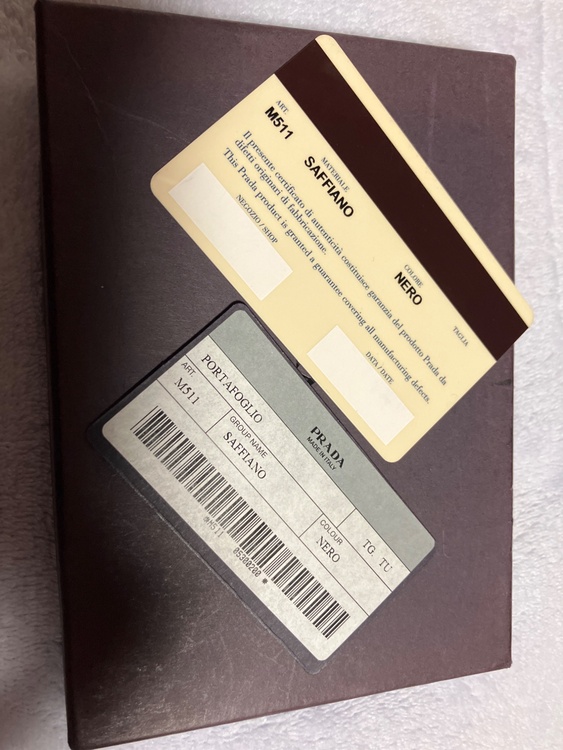 ART.
M511
MATERIALE
SAFFIANO
COLORE
NERO
TAGLIA
Il presente certificato di autenticità costituisce garanzia del prodotto Prada da
difetti originari di fabbricazione.
This Prada product is granted a guarantee covering all manufacturing defects.
NEGOZIO / SHOP
DATA / DATE
PRADA
MADE IN ITALY
PORTAFOGLIO
TG. TU
ART.
M511
GROUP NAME
SAFFIANO
COLOUR
NERO